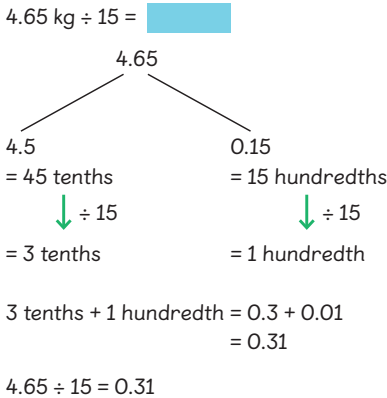 4.65 kg ÷ 15 =
4.65
4.5 0.15
= 45 tenths = 15 hundredths
÷ 15 ÷ 15
= 3 tenths = 1 hundredth
3 tenths + 1 hundredth = 0.3 + 0.01
= 0.31
4.65 ÷ 15 = 0.31